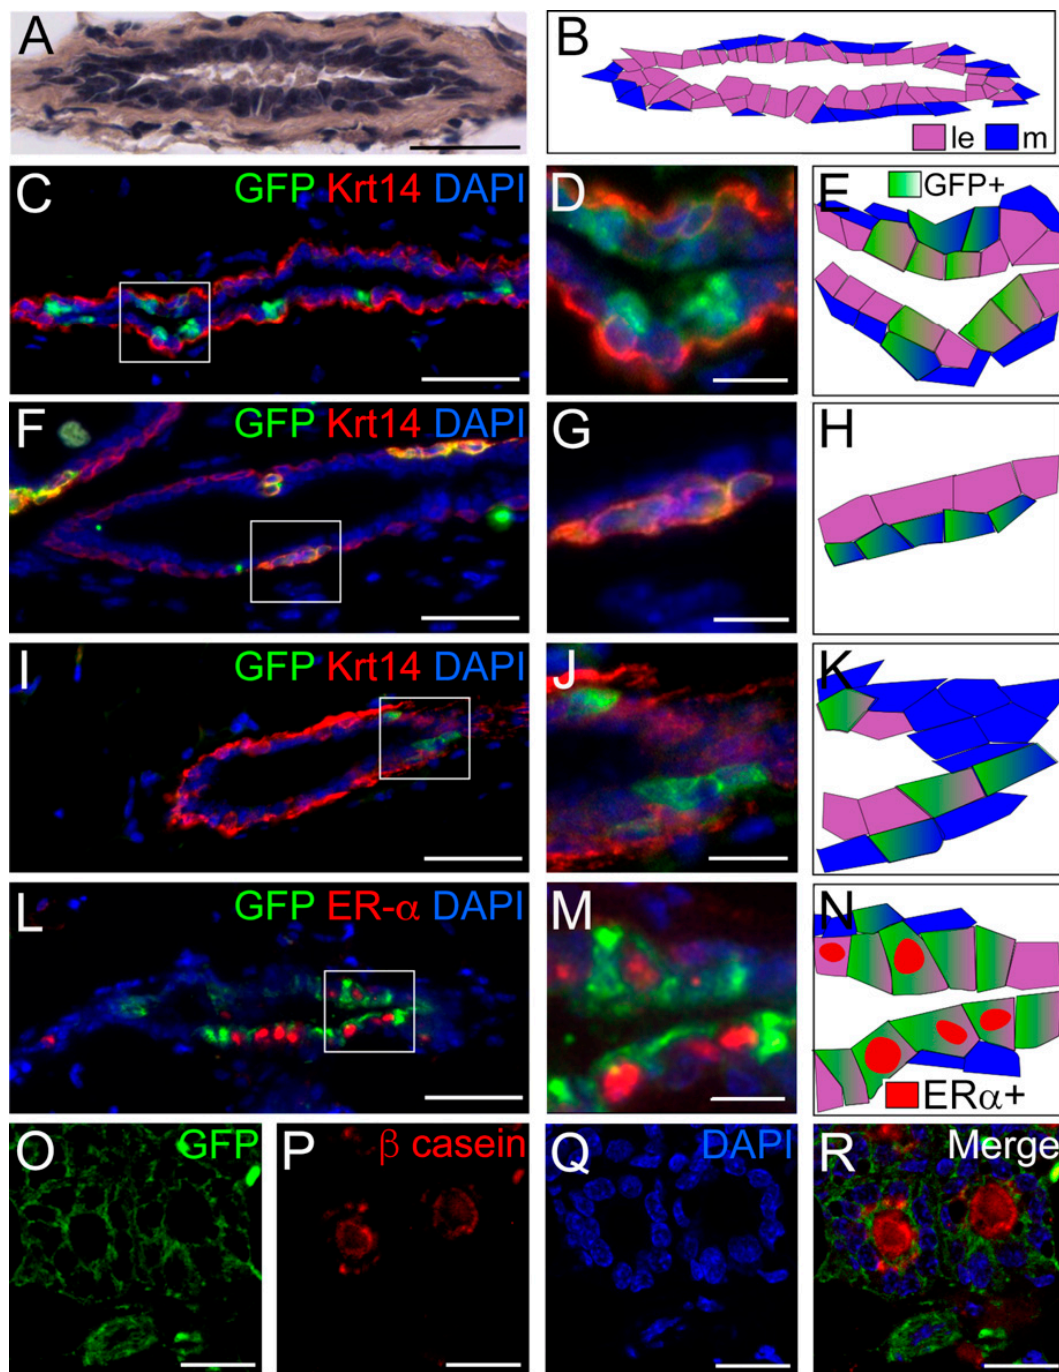 A
B
le m
C GFP Krt14 DAPI
D
E GFP+
F GFP Krt14 DAPI
G
H
I GFP Krt14 DAPI
J
K
L GFP ER-α DAPI
M
N
ERα+
O GFP
P β casein
Q DAPI
R Merge